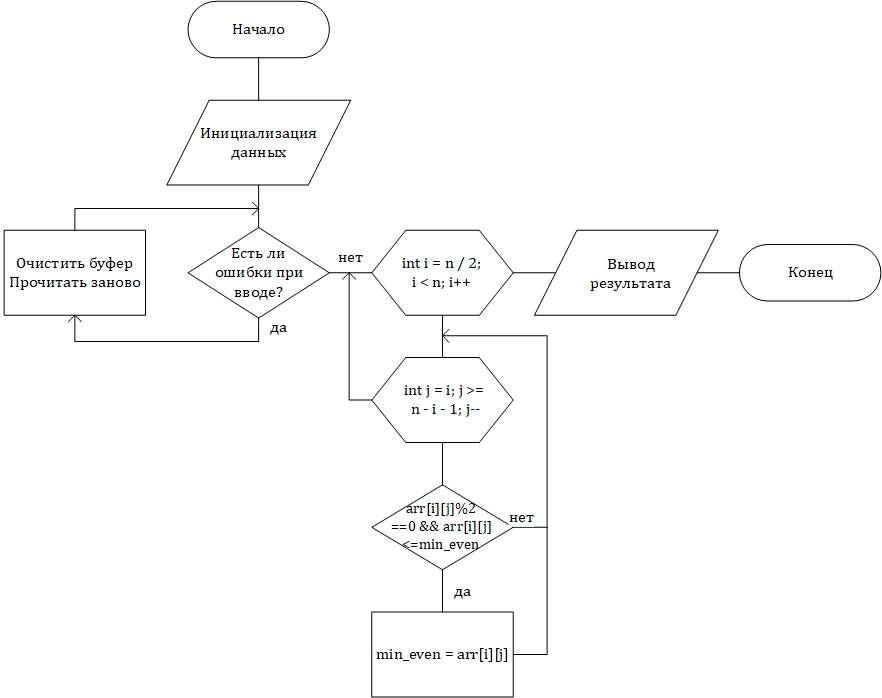 Начало
Инициализация
данных
Есть ли
ошибки при
вводе?
да
Очистить буфер
Прочитать заново
нет
int i = n / 2;
i < n; i++
Вывод
результата
Конец
int j = i; j >=
n - i - 1; j--
arr[i][j]%2
==0 && arr[i][j]
<=min_even
нет
да
min_even = arr[i][j]